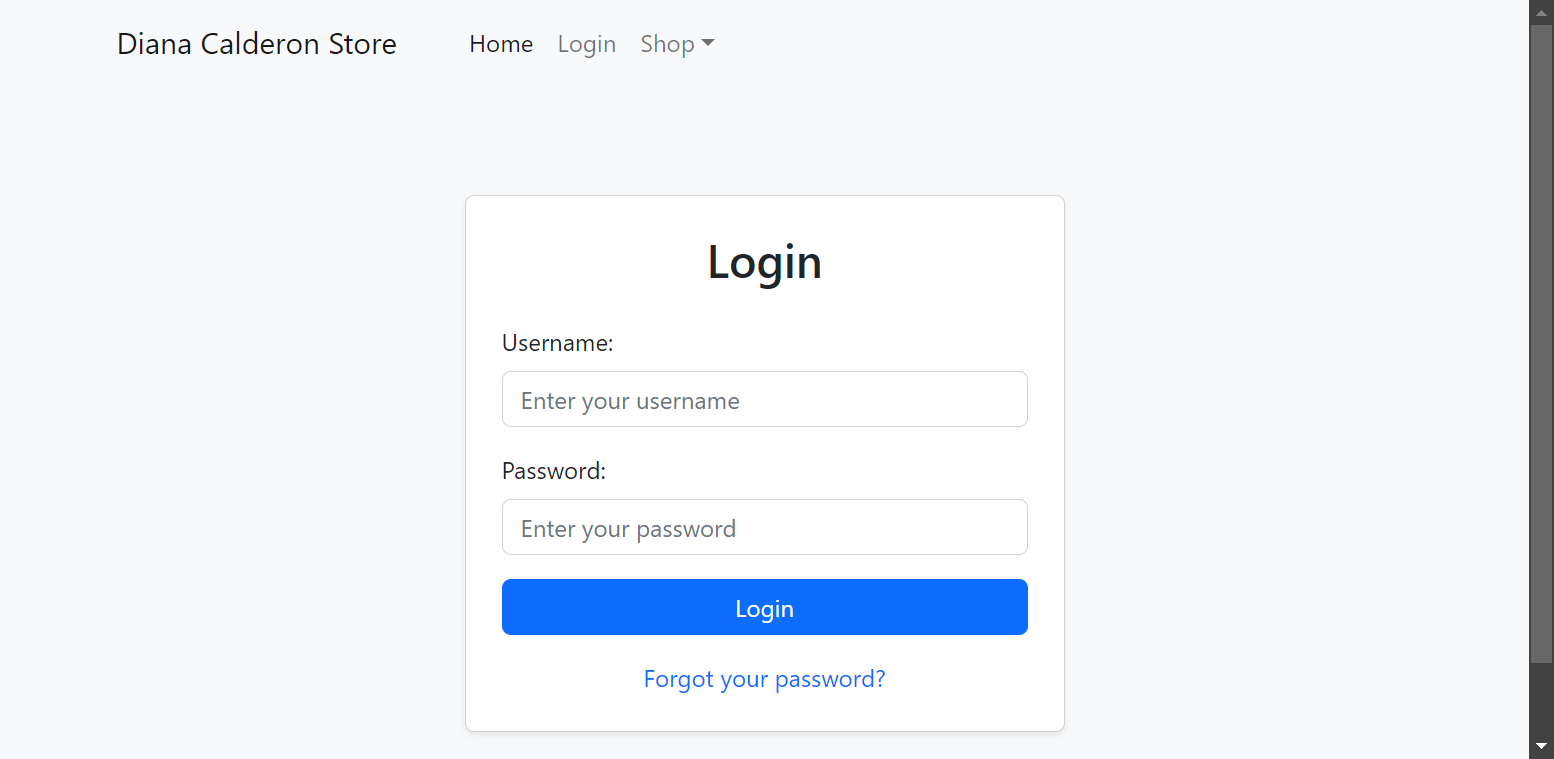 Diana Calderon Store Home Login Shop
Login
Username:
Enter your username
Password:
Enter your password
Login
Forgot your password?